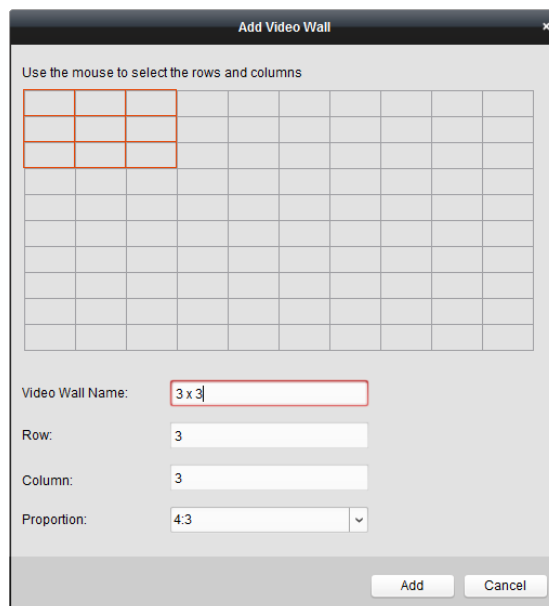 Add Video Wall
Use the mouse to select the rows and columns
Video Wall Name: 3 x 3
Row: 3
Column: 3
Proportion: 4:3
Add Cancel